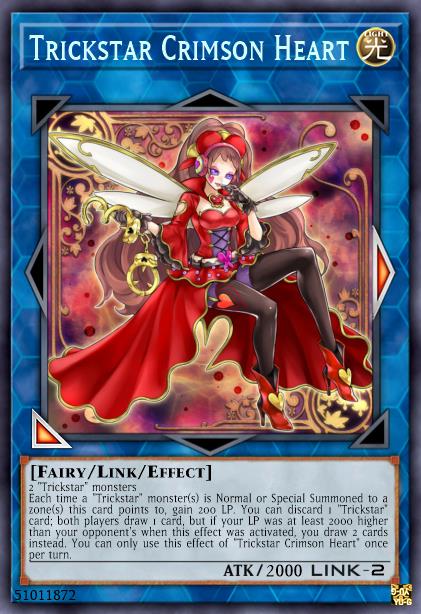 TRICKSTAR CRIMSON HEART
LIGHT
光
[FAIRY/LINK/EFFECT]
2 "Trickstar" monsters
Each time a "Trickstar" monster(s) is Normal or Special Summoned to a
zone(s) this card points to, gain 200 LP. You can discard 1 "Trickstar"
card; both players draw 1 card, but if your LP was at least 2000 higher
than your opponent's when this effect was activated, you draw 2 cards
instead. You can only use this effect of "Trickstar Crimson Heart" once
per turn.
ATK/2000 LINK-2
51011872